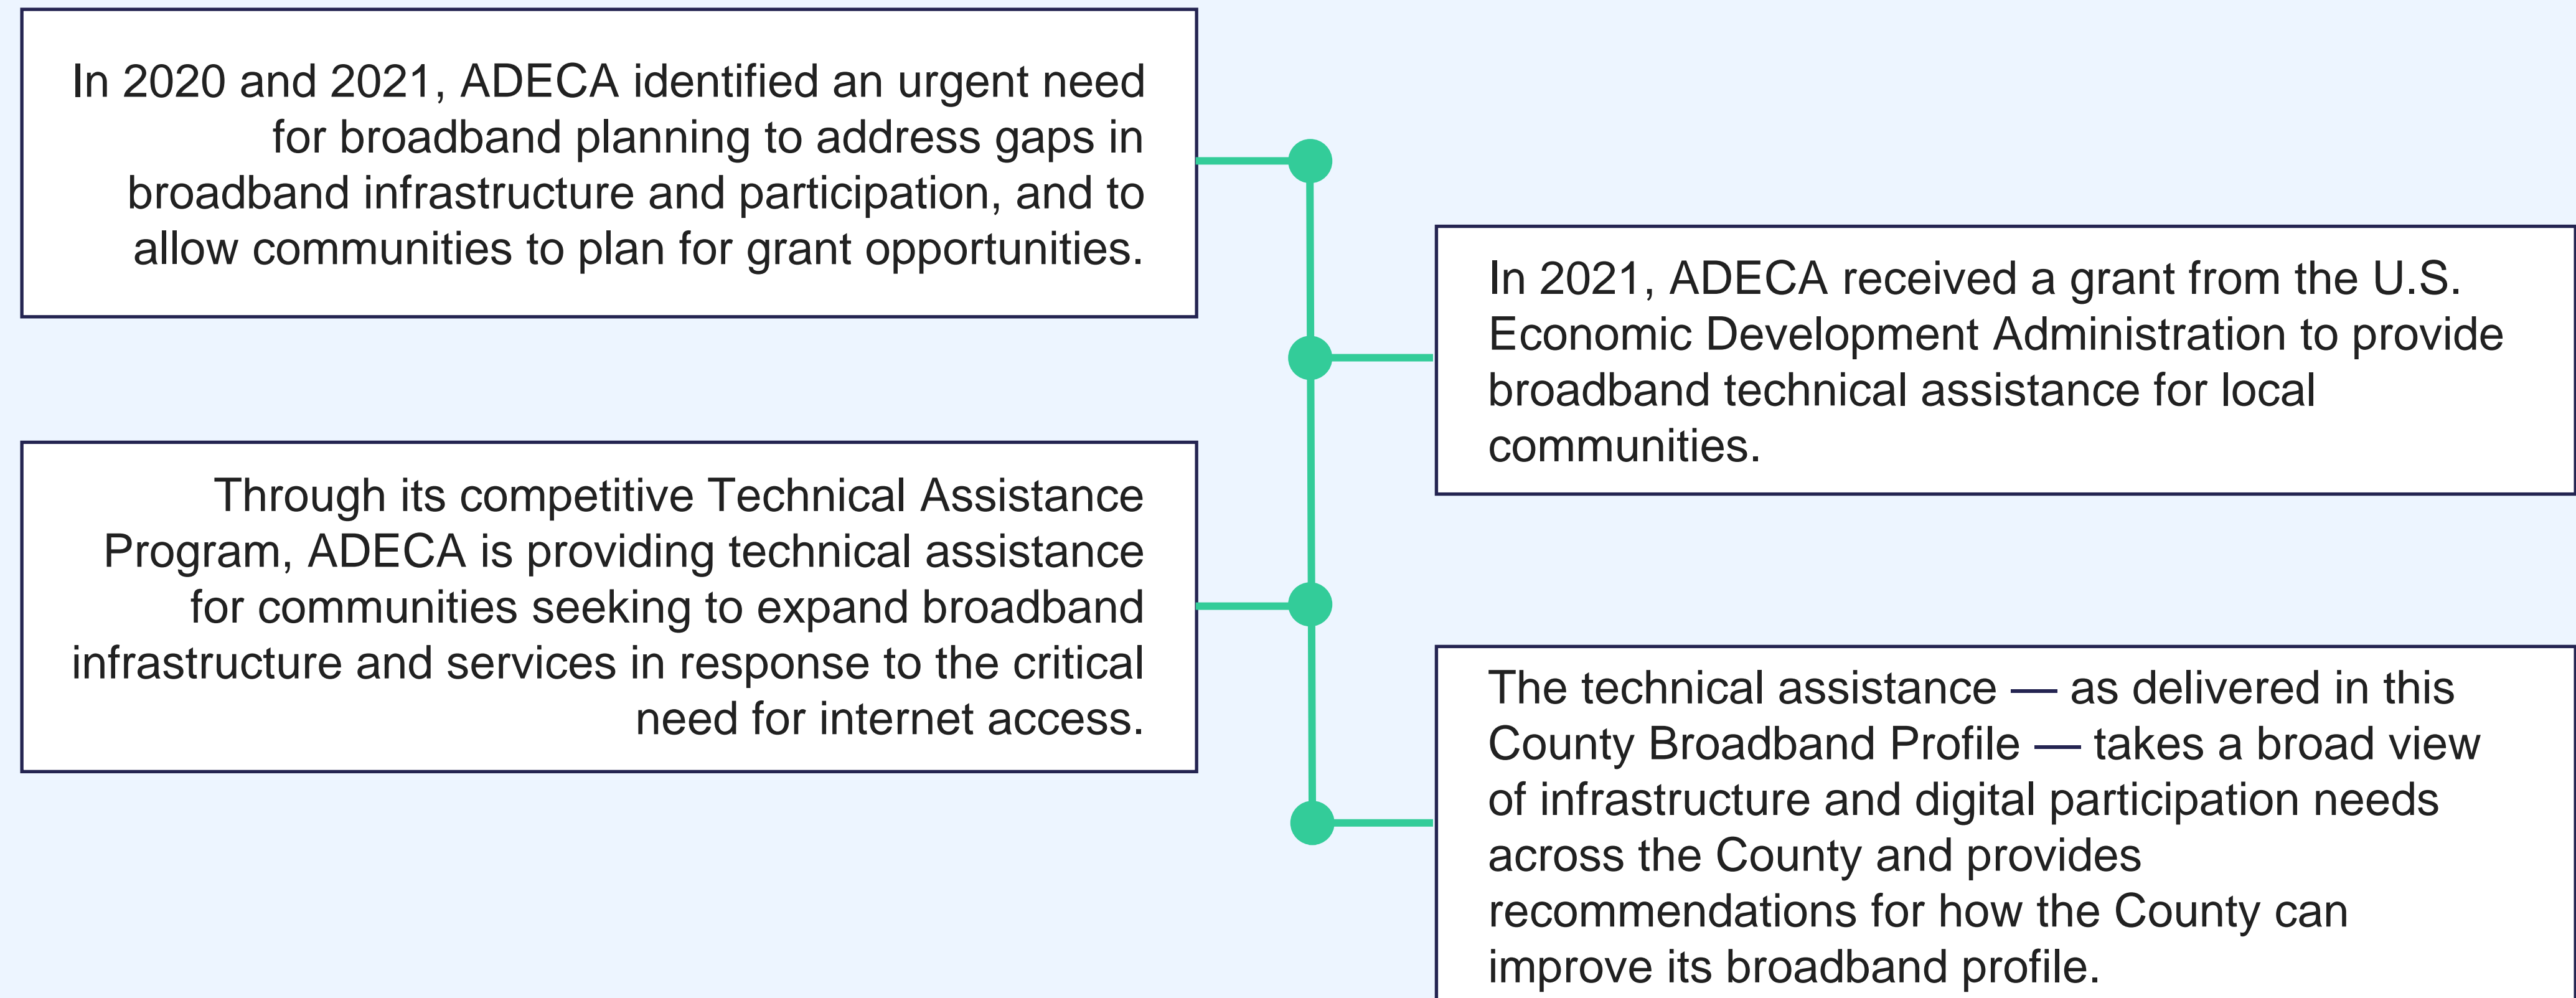 In 2020 and 2021, ADECA identified an urgent need
for broadband planning to address gaps in
broadband infrastructure and participation, and to
allow communities to plan for grant opportunities.
In 2021, ADECA received a grant from the U.S.
Economic Development Administration to provide
broadband technical assistance for local
communities.
Through its competitive Technical Assistance
Program, ADECA is providing technical assistance
for communities seeking to expand broadband
infrastructure and services in response to the critical
need for internet access.
The technical assistance — as delivered in this
County Broadband Profile — takes a broad view
of infrastructure and digital participation needs
across the County and provides
recommendations for how the County can
improve its broadband profile.